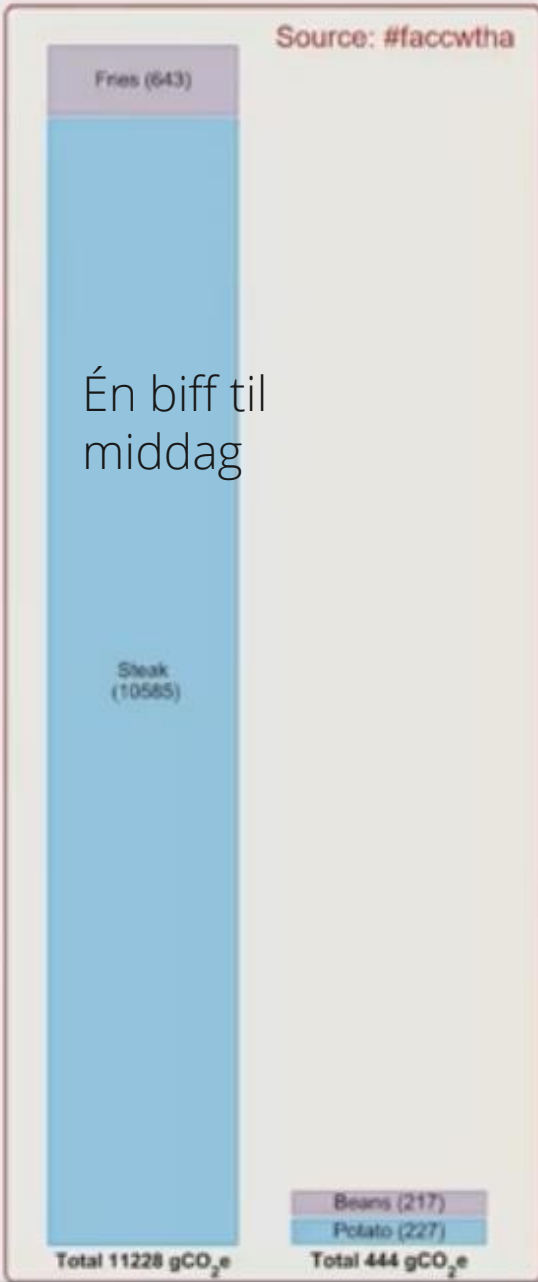 Source: #faccwtha
Fries (643)
Én biff til
middag
Steak
(10585)
Beans (217)
Potato (227)
Total 11228 gCO₂e
Total 444 gCO₂e